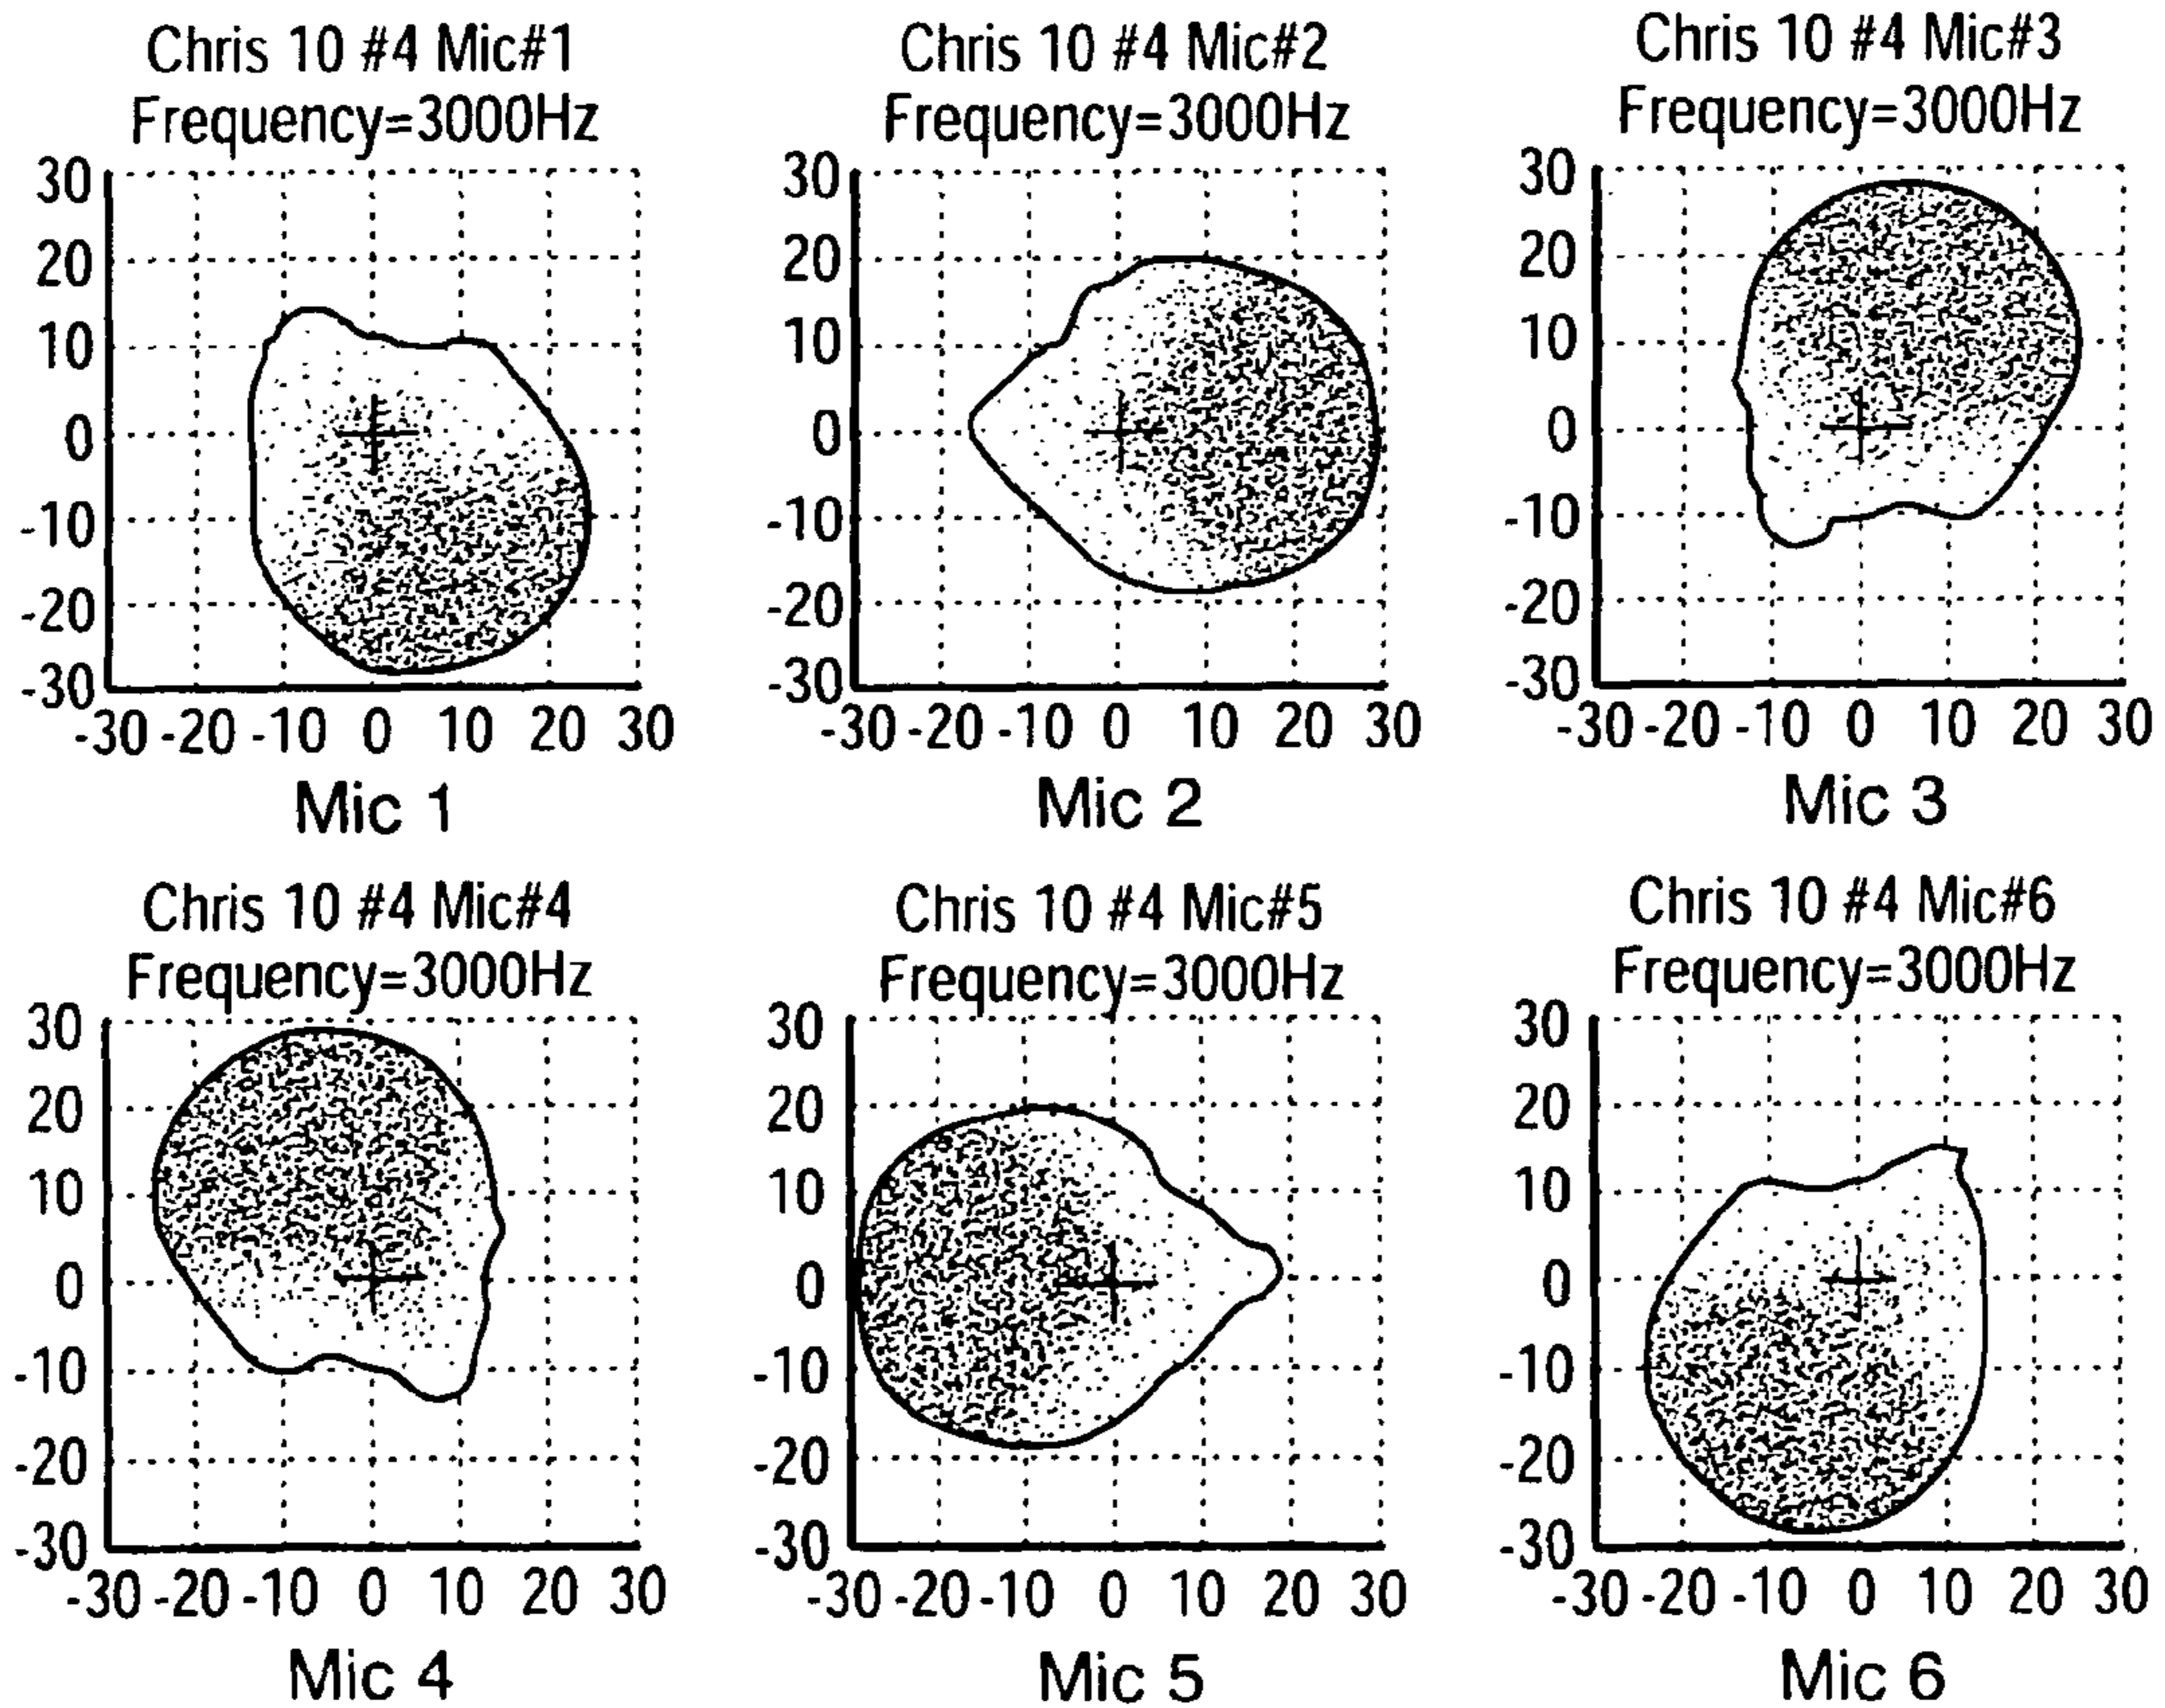 Chris 10 #4 Mic#1
Frequency=3000Hz
30
20
10
0
-10
-20
-30
-30 -20 -10 0 10 20 30
Mic 1
Chris 10 #4 Mic#2
Frequency=3000Hz
30
20
10
0
-10
-20
-30
-30 -20 -10 0 10 20 30
Mic 2
Chris 10 #4 Mic#3
Frequency=3000Hz
30
20
10
0
-10
-20
-30
-30 -20 -10 0 10 20 30
Mic 3
Chris 10 #4 Mic#4
Frequency=3000Hz
30
20
10
0
-10
-20
-30
-30 -20 -10 0 10 20 30
Mic 4
Chris 10 #4 Mic#5
Frequency=3000Hz
30
20
10
0
-10
-20
-30
-30 -20 -10 0 10 20 30
Mic 5
Chris 10 #4 Mic#6
Frequency=3000Hz
30
20
10
0
-10
-20
-30
-30 -20 -10 0 10 20 30
Mic 6